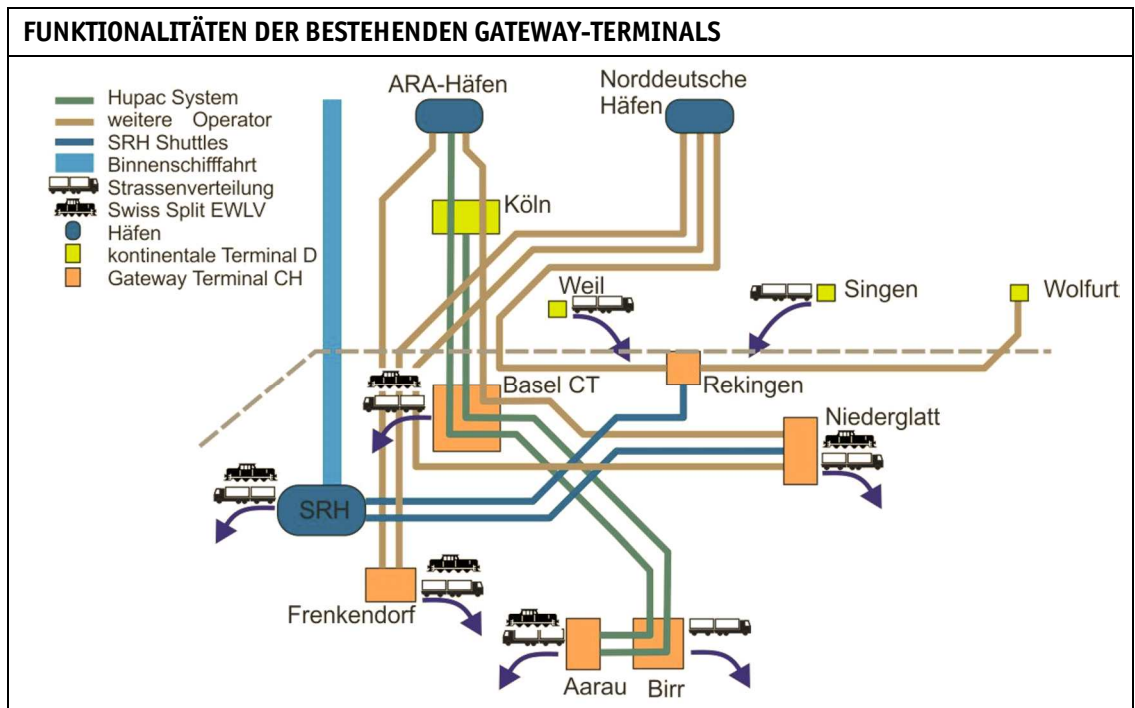 FUNKTIONALITÄTEN DER BESTEHENDEN GATEWAY-TERMINALS
Hupac System
weitere Operator
SRH Shuttles
Binnenschifffahrt
Strassenverteilung
Swiss Split EWLV
Häfen
kontinentale Terminal D
Gateway Terminal CH
ARA-Häfen
Norddeutsche
Häfen
Köln
Weil
Singen
Wolfurt
Basel CT
Rekingen
Niederglatt
SRH
Frenkendorf
Aarau
Birr